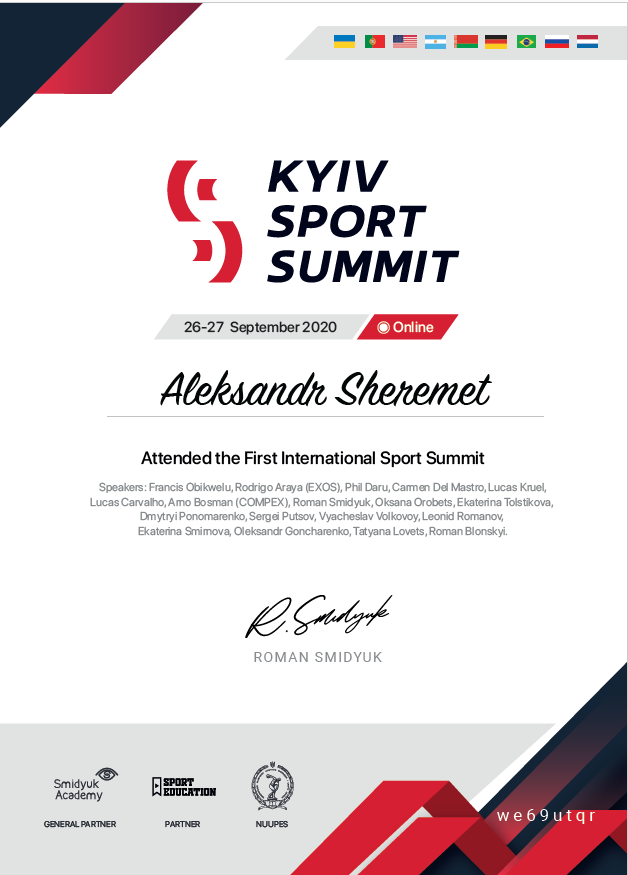 KYIV
SPORT
SUMMIT
26-27 September 2020
Online
Aleksandr Sheremet
Attended the First International Sport Summit
Speakers: Francis Obikwelu, Rodrigo Araya (EXOS), Phil Daru, Carmen Del Mastro, Lucas Kruel,
Lucas Carvalho, Arno Bosman (COMPEX), Roman Smidyuk, Oksana Orobets, Ekaterina Tolstikova,
Dmytryi Ponomarenko, Sergei Putsov, Vyacheslav Volkovoy, Leonid Romanov,
Ekaterina Smirnova, Oleksandr Goncharenko, Tatyana Lovets, Roman Blonskyi.
R. Smidyuk
ROMAN SMIDYUK
Smidyuk
Academy
GENERAL PARTNER
SPORT
EDUCATION
PARTNER
NUUPES
we69utqr